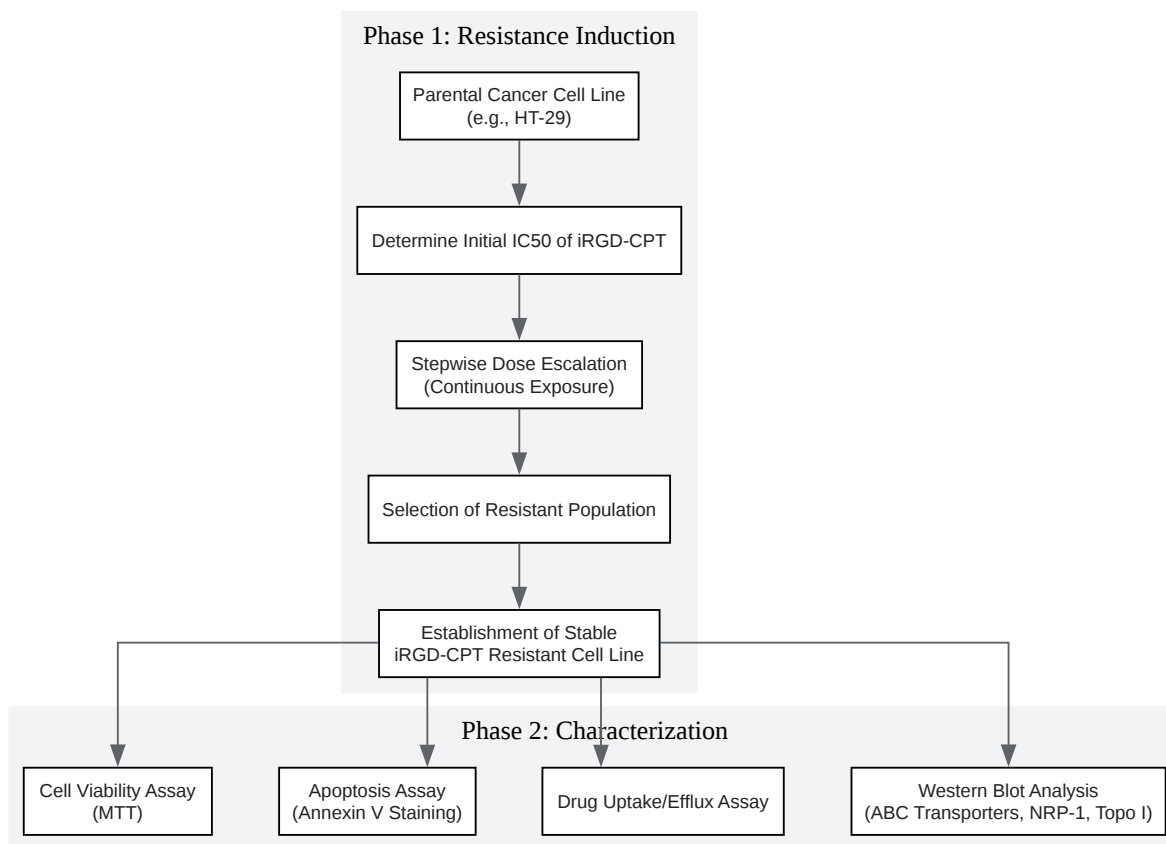 Phase 1: Resistance Induction
Parental Cancer Cell Line
(e.g., HT-29)
Determine Initial IC50 of iRGD-CPT
Stepwise Dose Escalation
(Continuous Exposure)
Selection of Resistant Population
Establishment of Stable
iRGD-CPT Resistant Cell Line
Phase 2: Characterization
Cell Viability Assay
(MTT)
Apoptosis Assay
(Annexin V Staining)
Drug Uptake/Efflux Assay
Western Blot Analysis
(ABC Transporters, NRP-1, Topo I)